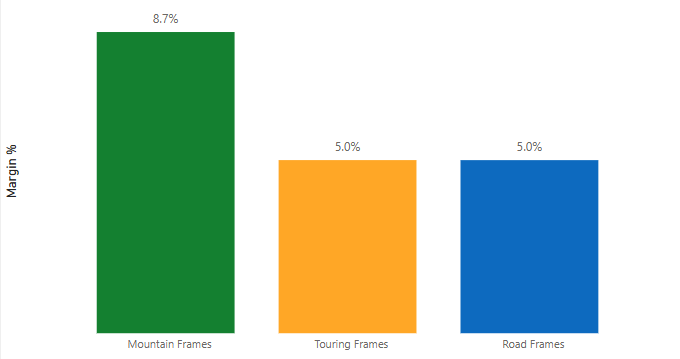 8.7%
5.0%
5.0%
Margin %
Mountain Frames
Touring Frames
Road Frames